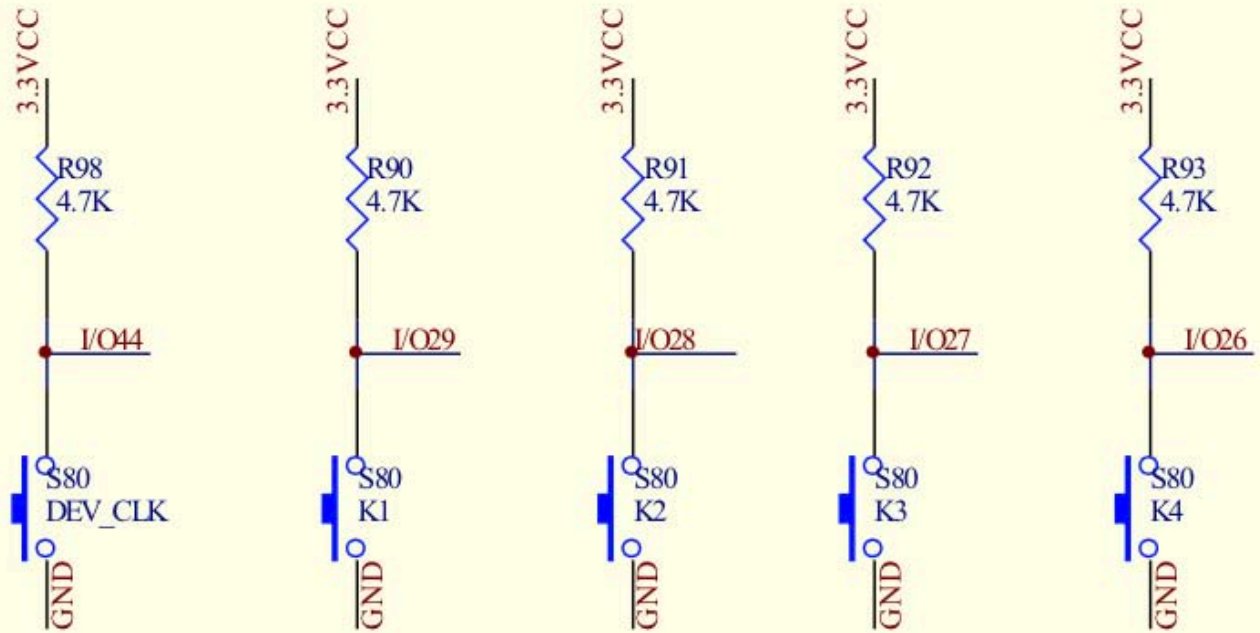 3.3VCC
3.3VCC
3.3VCC
3.3VCC
3.3VCC
R98
4.7K
R90
4.7K
R91
4.7K
R92
4.7K
R93
4.7K
I/O44
I/O29
I/O28
I/O27
I/O26
S80
DEV_CLK
S80
K1
S80
K2
S80
K3
S80
K4
GND
GND
GND
GND
GND